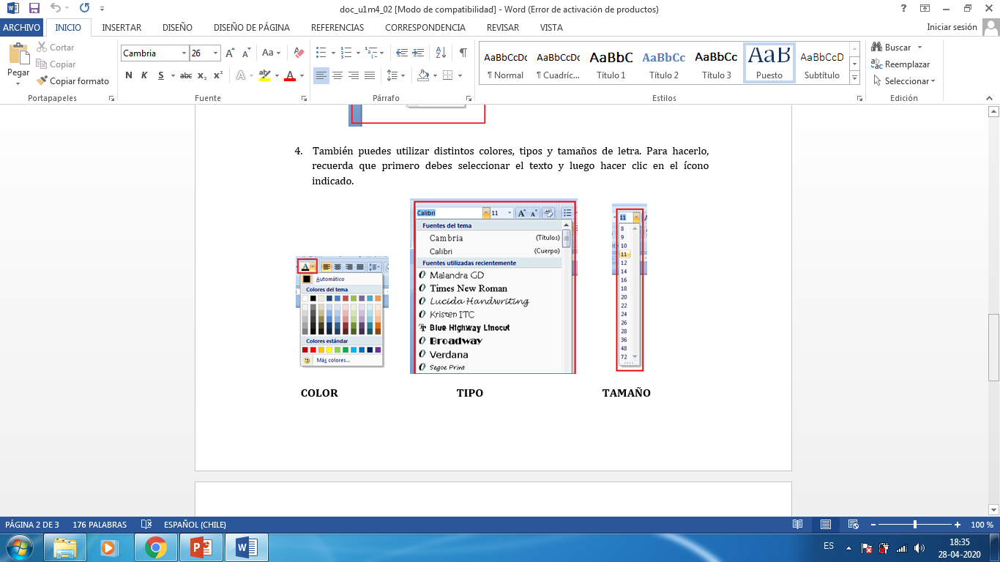 doc_u1m4_02 [Modo de compatibilidad] - Word (Error de activación de productos)
ARCHIVO INICIO INSERTAR DISEÑO DISEÑO DE PÁGINA REFERENCIAS CORRESPONDENCIA REVISAR VISTA Iniciar sesión
Pegar
Cortar
Copiar
Copiar formato
Portapapeles
Cambria 26
N K S abc x₂ x²
Fuente
Párrafo
AaBbCcDc AaBbCcDc AaBbC AaBbCc AaBbCc AaB AaBbCcD
¶ Normal ¶ Cuadríc... Título 1 Título 2 Título 3 Puesto Subtítulo
Estilos
Buscar
Reemplazar
Seleccionar
Edición
4. También puedes utilizar distintos colores, tipos y tamaños de letra. Para hacerlo,
recuerda que primero debes seleccionar el texto y luego hacer clic en el ícono
indicado.
Automático
Colores del tema
Colores estándar
Más colores...
Calibri 11
Fuentes del tema
Cambria (Títulos)
Calibri (Cuerpo)
Fuentes utilizadas recientemente
Maiandra GD
Times New Roman
Lucida Handwriting
Kristen ITC
Blue Highway Linocut
Broadway
Verdana
Segoe Print
11
8
9
10
11
12
14
16
18
20
22
24
26
28
36
48
72
COLOR TIPO TAMAÑO
PÁGINA 2 DE 3 176 PALABRAS ESPAÑOL (CHILE) 100 %
ES 18:35
28-04-2020